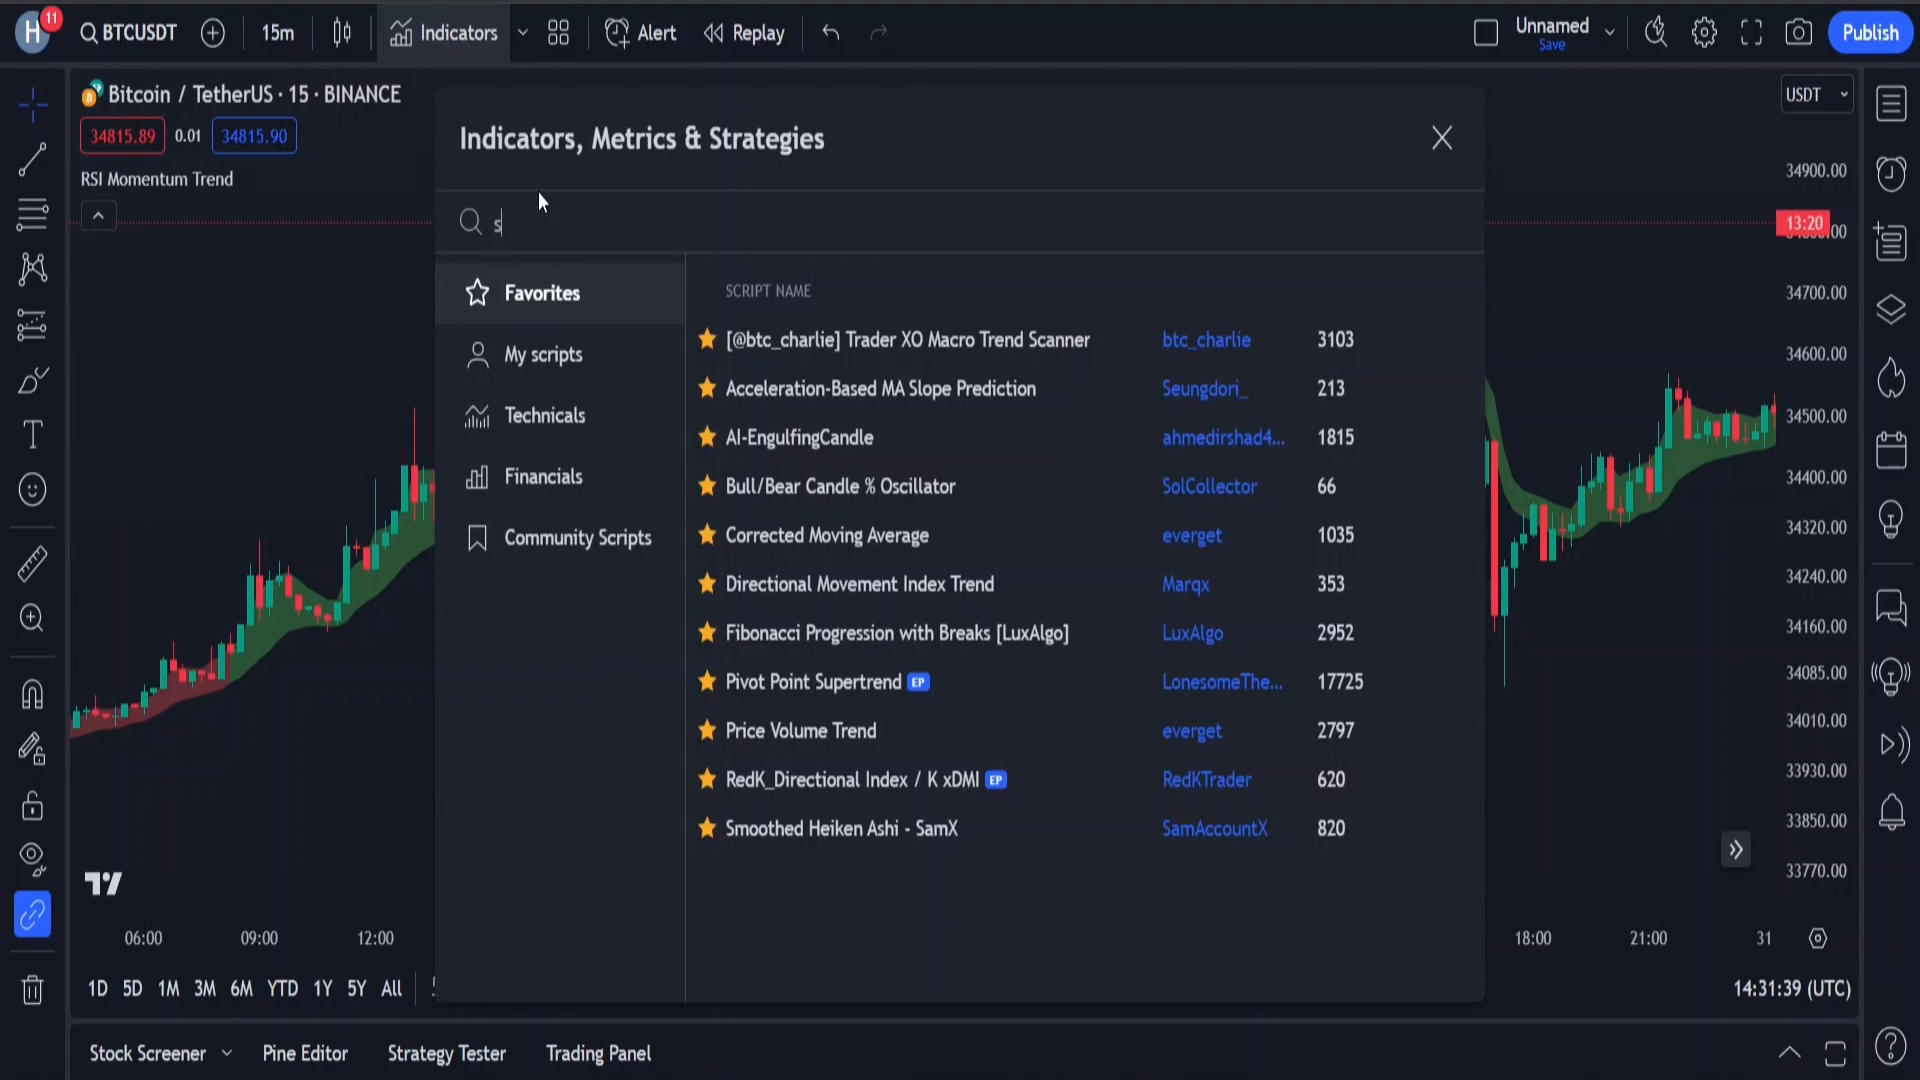 H 11 BTCUSDT 15m Indicators Alert Replay Unnamed Save Publish
Bitcoin / TetherUS · 15 · BINANCE
34815.89 0.01 34815.90
RSI Momentum Trend
Indicators, Metrics & Strategies
s
Favorites
My scripts
Technicals
Financials
Community Scripts
SCRIPT NAME
[@btc_charlie] Trader XO Macro Trend Scanner btc_charlie 3103
Acceleration-Based MA Slope Prediction Seungdori_ 213
AI-EngulfingCandle ahmedirshad4... 1815
Bull/Bear Candle % Oscillator SolCollector 66
Corrected Moving Average everget 1035
Directional Movement Index Trend Marqx 353
Fibonacci Progression with Breaks [LuxAlgo] LuxAlgo 2952
Pivot Point Supertrend EP LonesomeThe... 17725
Price Volume Trend everget 2797
RedK_Directional Index / K xDMI EP RedKTrader 620
Smoothed Heiken Ashi - SamX SamAccountX 820
USDT
34900.00
13:20
34700.00
34600.00
34500.00
34400.00
34320.00
34240.00
34160.00
34085.00
34010.00
33930.00
33850.00
33770.00
06:00 09:00 12:00 18:00 21:00 31
1D 5D 1M 3M 6M YTD 1Y 5Y All 14:31:39 (UTC)
Stock Screener Pine Editor Strategy Tester Trading Panel